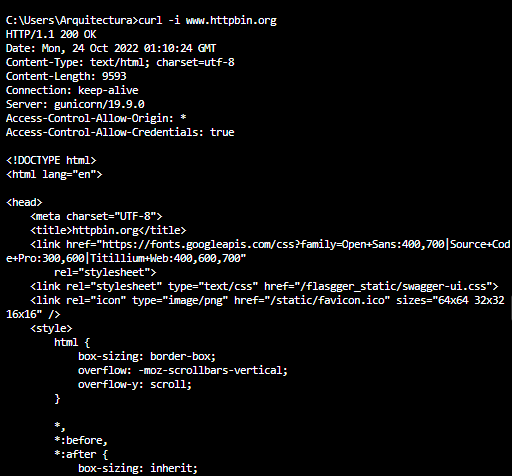 C:\Users\Arquitectura>curl -i www.httpbin.org
HTTP/1.1 200 OK
Date: Mon, 24 Oct 2022 01:10:24 GMT
Content-Type: text/html; charset=utf-8
Content-Length: 9593
Connection: keep-alive
Server: gunicorn/19.9.0
Access-Control-Allow-Origin: *
Access-Control-Allow-Credentials: true

<!DOCTYPE html>
<html lang="en">

<head>
    <meta charset="UTF-8">
    <title>httpbin.org</title>
    <link href="https://fonts.googleapis.com/css?family=Open+Sans:400,700|Source+Cod
e+Pro:300,600|Titillium+Web:400,600,700"
        rel="stylesheet">
    <link rel="stylesheet" type="text/css" href="/flasgger_static/swagger-ui.css">
    <link rel="icon" type="image/png" href="/static/favicon.ico" sizes="64x64 32x32 
16x16" />
    <style>
        html {
            box-sizing: border-box;
            overflow: -moz-scrollbars-vertical;
            overflow-y: scroll;
        }

        *,
        *:before,
        *:after {
            box-sizing: inherit;